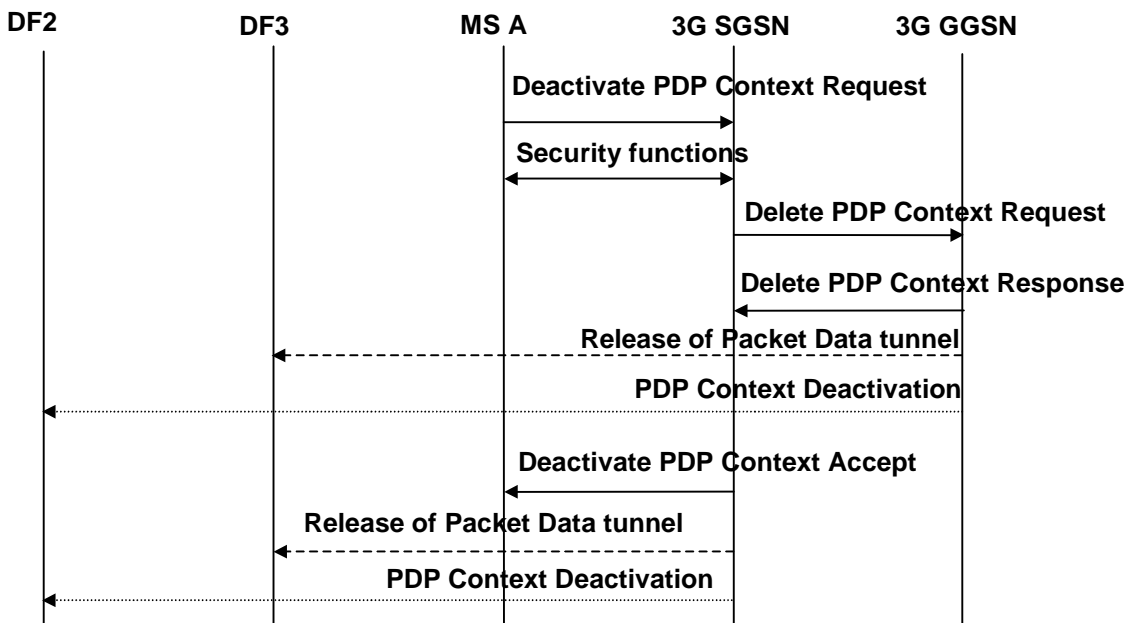 DF2 DF3 MS A 3G SGSN 3G GGSN
Deactivate PDP Context Request
Security functions
Delete PDP Context Request
Delete PDP Context Response
Release of Packet Data tunnel
PDP Context Deactivation
Deactivate PDP Context Accept
Release of Packet Data tunnel
PDP Context Deactivation